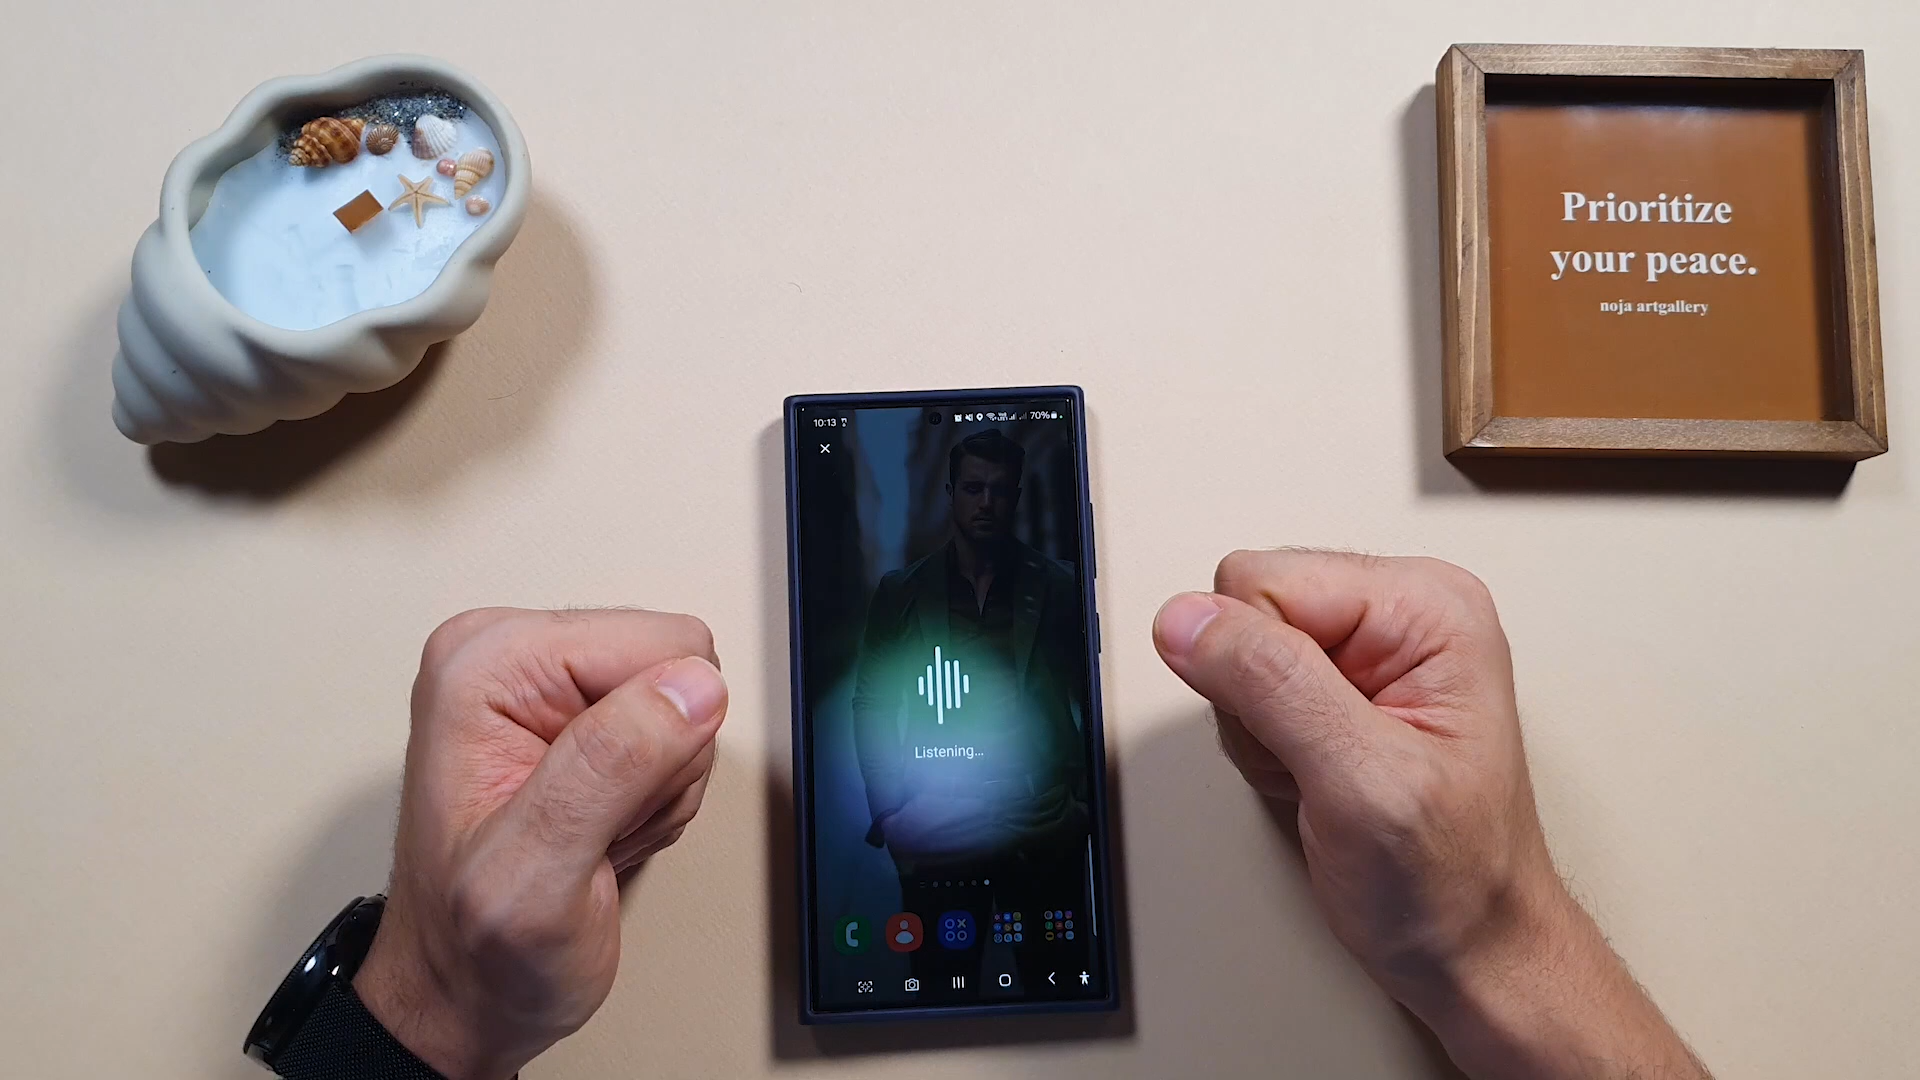 Prioritize
your peace.
noja artgallery
10:13
70%
Listening...